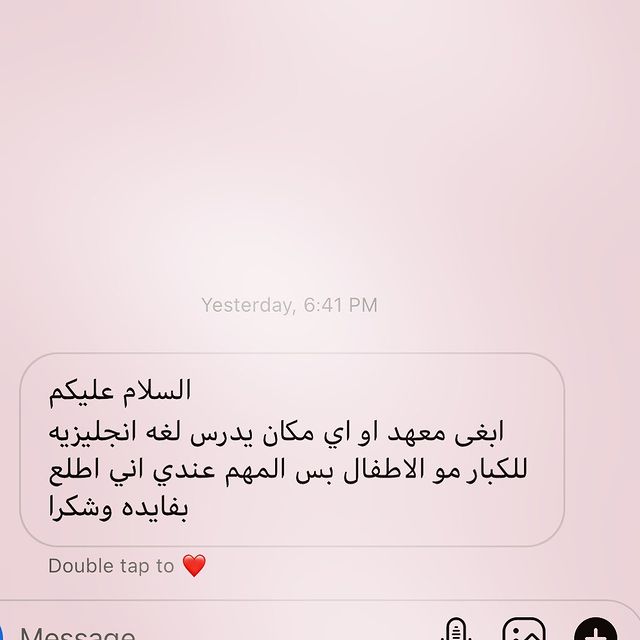 Yesterday, 6:41 PM
السلام عليكم
ابغى معهد او اي مكان يدرس لغه انجليزيه
للكبار مو الاطفال بس المهم عندي اني اطلع
بفايده وشكرا
Double tap to ❤️
Message